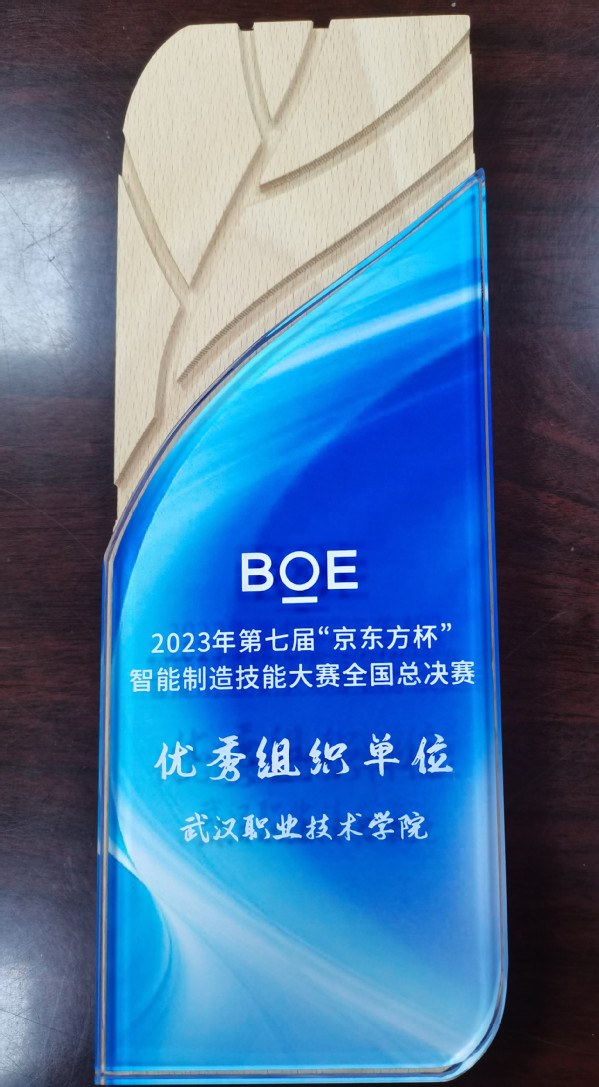 BOE
2023年第七届“京东方杯”
智能制造技能大赛全国总决赛
优秀组织单位
武汉职业技术学院